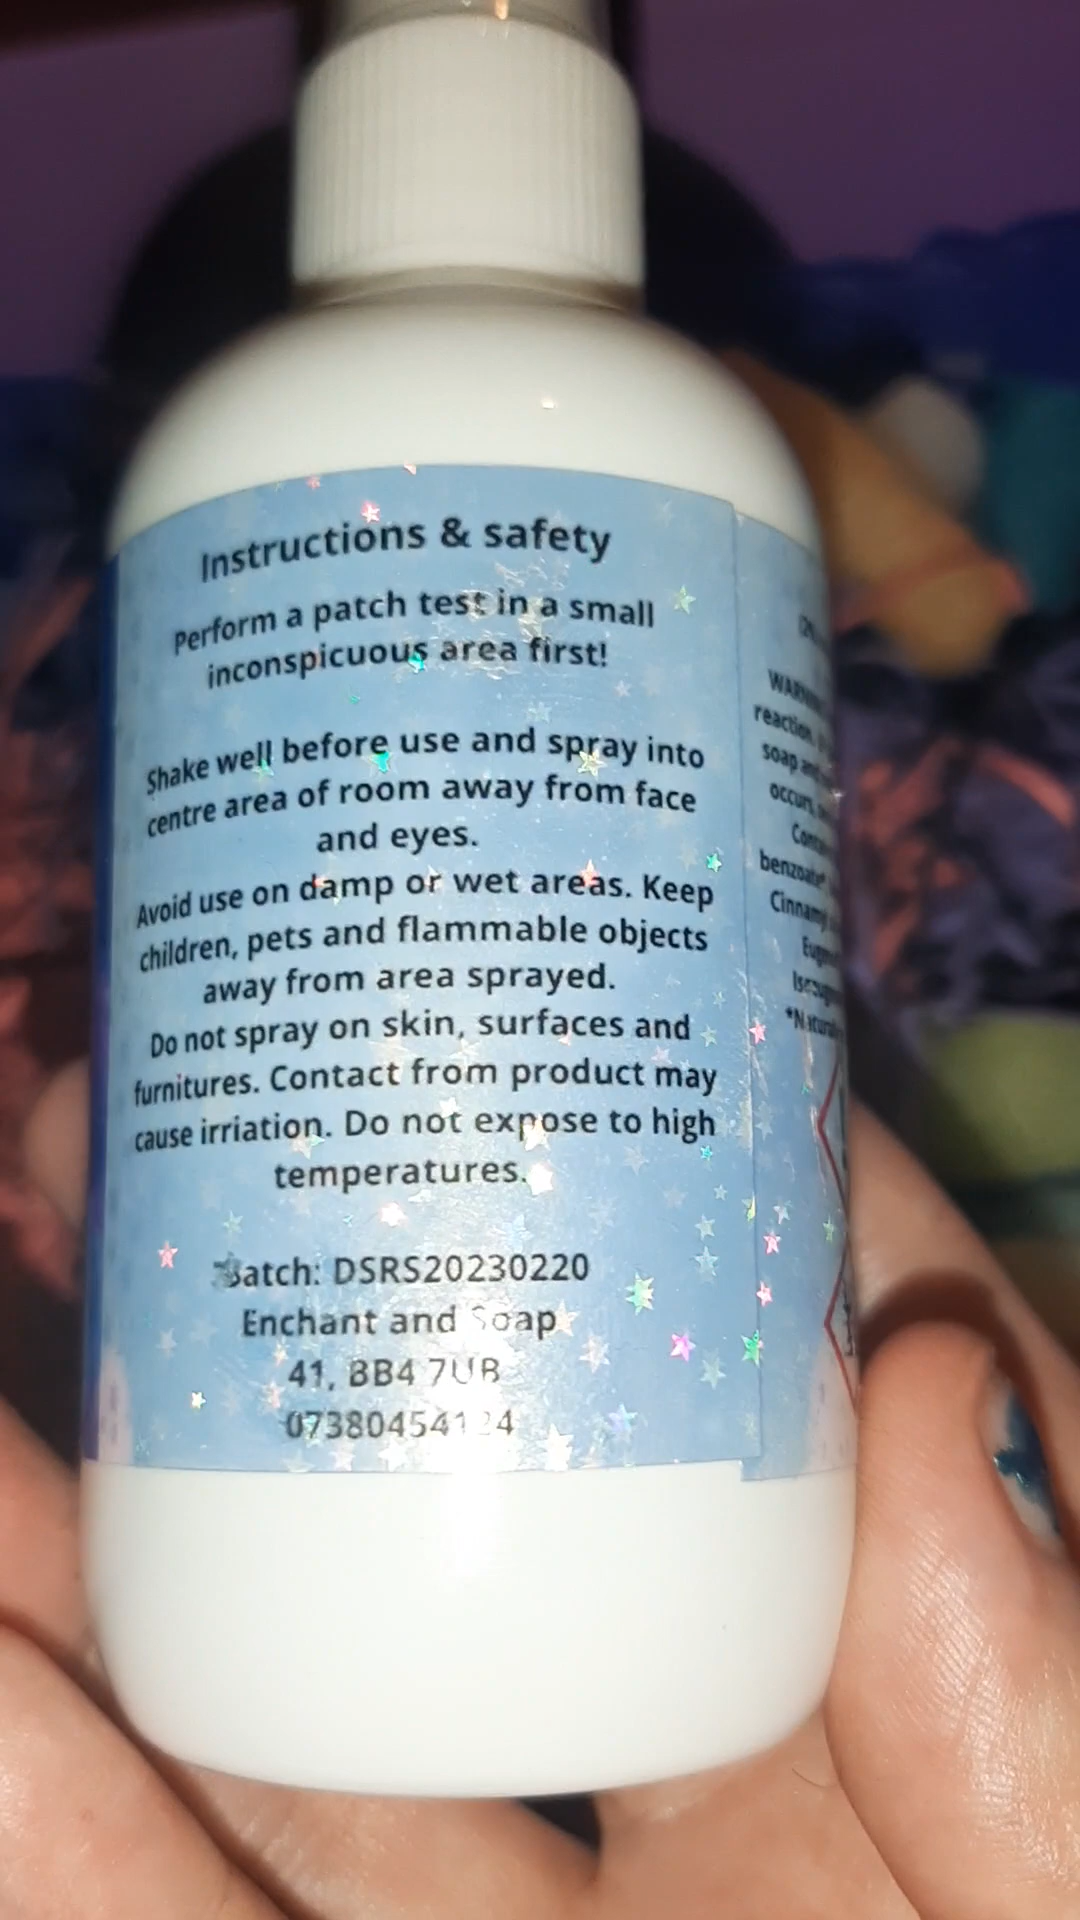 Instructions & safety
Perform a patch test in a small
inconspicuous area first!
Shake well before use and spray into
centre area of room away from face
and eyes.
Avoid use on damp or wet areas. Keep
children, pets and flammable objects
away from area sprayed.
Do not spray on skin, surfaces and
furnitures. Contact from product may
cause irriation. Do not expose to high
temperatures.
Batch: DSRS20230220
Enchant and Soap
41, BB4 7UB
reaction
soap
occurs,